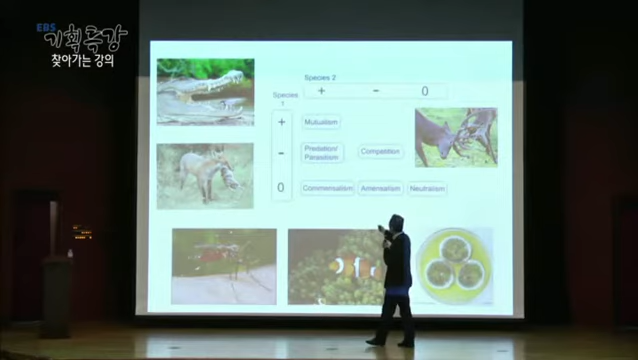 EBS
기획특강
찾아가는 강의
Species 2
+ - 0
Species
1
+
Mutualism
-
Predation/
Parasitism
Competition
0
Commensalism
Amensalism
Neutralism